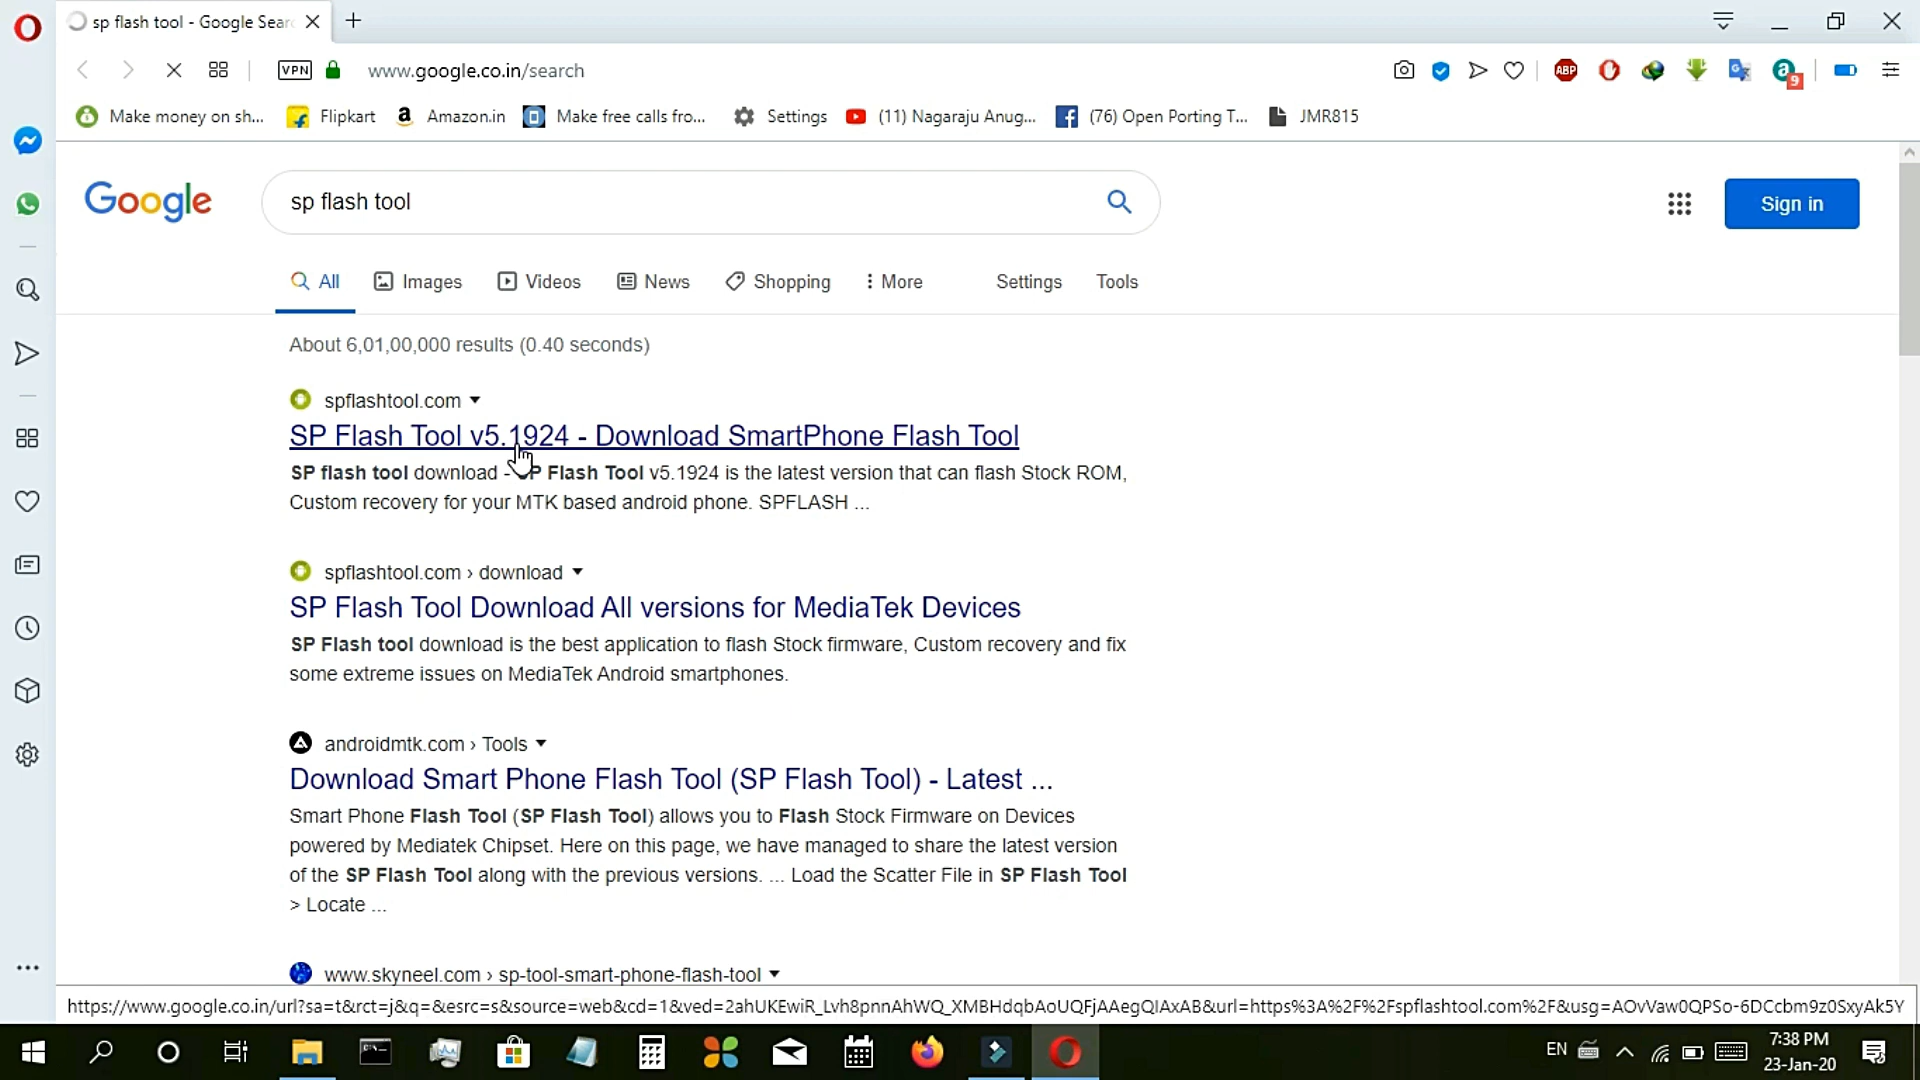 sp flash tool - Google Sear
VPN www.google.co.in/search
ABP 9
Make money on sh... Flipkart Amazon.in Make free calls fro... Settings (11) Nagaraju Anug... (76) Open Porting T... JMR815
Google sp flash tool Sign in
All Images Videos News Shopping More Settings Tools
About 6,01,00,000 results (0.40 seconds)
spflashtool.com
SP Flash Tool v5.1924 - Download SmartPhone Flash Tool
SP flash tool download - SP Flash Tool v5.1924 is the latest version that can flash Stock ROM,
Custom recovery for your MTK based android phone. SPFLASH ...
spflashtool.com › download
SP Flash Tool Download All versions for MediaTek Devices
SP Flash tool download is the best application to flash Stock firmware, Custom recovery and fix
some extreme issues on MediaTek Android smartphones.
androidmtk.com › Tools
Download Smart Phone Flash Tool (SP Flash Tool) - Latest ...
Smart Phone Flash Tool (SP Flash Tool) allows you to Flash Stock Firmware on Devices
powered by Mediatek Chipset. Here on this page, we have managed to share the latest version
of the SP Flash Tool along with the previous versions. ... Load the Scatter File in SP Flash Tool
> Locate ...
www.skyneel.com › sp-tool-smart-phone-flash-tool
https://www.google.co.in/url?sa=t&rct=j&q=&esrc=s&source=web&cd=1&ved=2ahUKEwiR_Lvh8pnnAhWQ_XMBHdqbAoUQFjAAegQIAxAB&url=https%3A%2F%2Fspflashtool.com%2F&usg=AOvVaw0QPSo-6DCcbm9z0SxyAk5Y
EN 7:38 PM
23-Jan-20